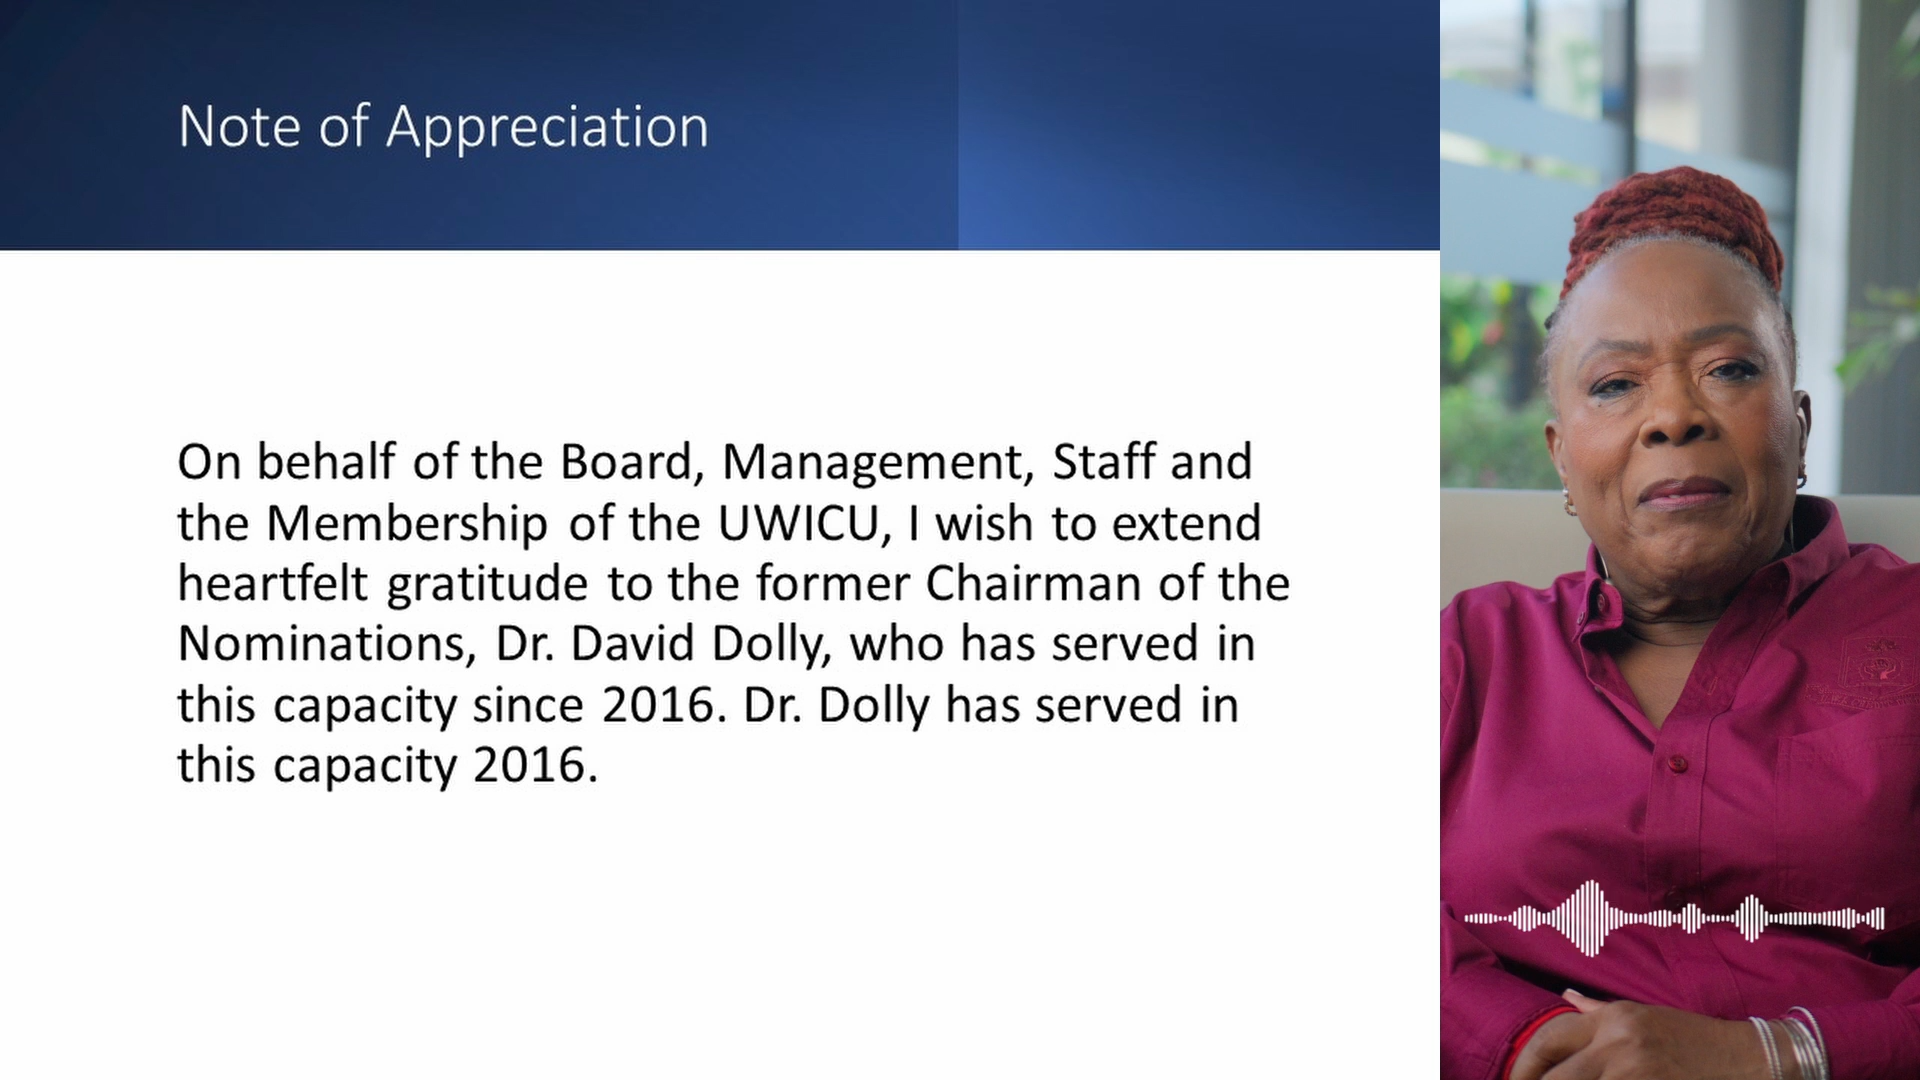 Note of Appreciation
On behalf of the Board, Management, Staff and
the Membership of the UWICU, I wish to extend
heartfelt gratitude to the former Chairman of the
Nominations, Dr. David Dolly, who has served in
this capacity since 2016. Dr. Dolly has served in
this capacity 2016.